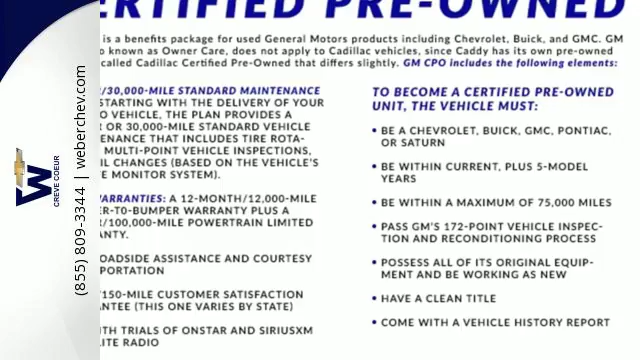 ERTIFIED PRE-OWNED
is a benefits package for used General Motors products including Chevrolet, Buick, and GMC. GM
o known as Owner Care, does not apply to Cadillac vehicles, since Caddy has its own pre-owned
called Cadillac Certified Pre-Owned that differs slightly. GM CPO includes the following elements:
/30,000-MILE STANDARD MAINTENANCE
STARTING WITH THE DELIVERY OF YOUR
O VEHICLE, THE PLAN PROVIDES A
R OR 30,000-MILE STANDARD VEHICLE
ENANCE THAT INCLUDES TIRE ROTA-
MULTI-POINT VEHICLE INSPECTIONS,
IL CHANGES (BASED ON THE VEHICLE'S
E MONITOR SYSTEM).
WARRANTIES: A 12-MONTH/12,000-MILE
ER-TO-BUMPER WARRANTY PLUS A
R/100,000-MILE POWERTRAIN LIMITED
ANTY.
OADSIDE ASSISTANCE AND COURTESY
PORTATION
/150-MILE CUSTOMER SATISFACTION
ANTEE (THIS ONE VARIES BY STATE)
TH TRIALS OF ONSTAR AND SIRIUSXM
LITE RADIO
TO BECOME A CERTIFIED PRE-OWNED
UNIT, THE VEHICLE MUST:
• BE A CHEVROLET, BUICK, GMC, PONTIAC,
OR SATURN
• BE WITHIN CURRENT, PLUS 5-MODEL
YEARS
• BE WITHIN A MAXIMUM OF 75,000 MILES
• PASS GM'S 172-POINT VEHICLE INSPEC-
TION AND RECONDITIONING PROCESS
• POSSESS ALL OF ITS ORIGINAL EQUIP-
MENT AND BE WORKING AS NEW
• HAVE A CLEAN TITLE
• COME WITH A VEHICLE HISTORY REPORT
W
CREVE COEUR
(855) 809-3344 | weberchev.com